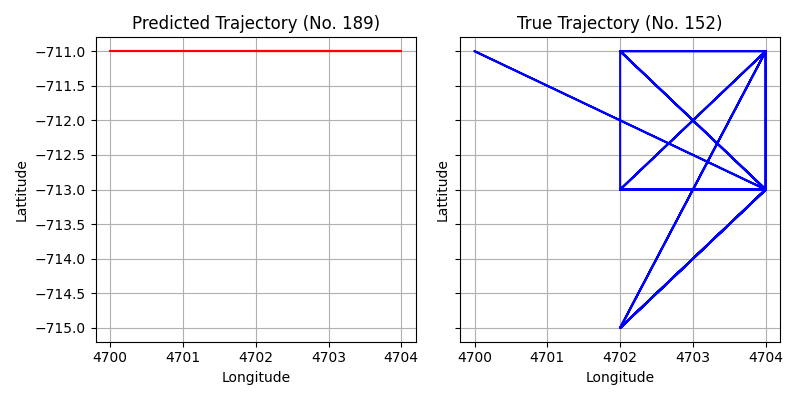 Predicted Trajectory (No. 189)
True Trajectory (No. 152)
Lattitude
−711.0
−711.5
−712.0
−712.5
−713.0
−713.5
−714.0
−714.5
−715.0
4700 4701 4702 4703 4704
Longitude
Lattitude
4700 4701 4702 4703 4704
Longitude